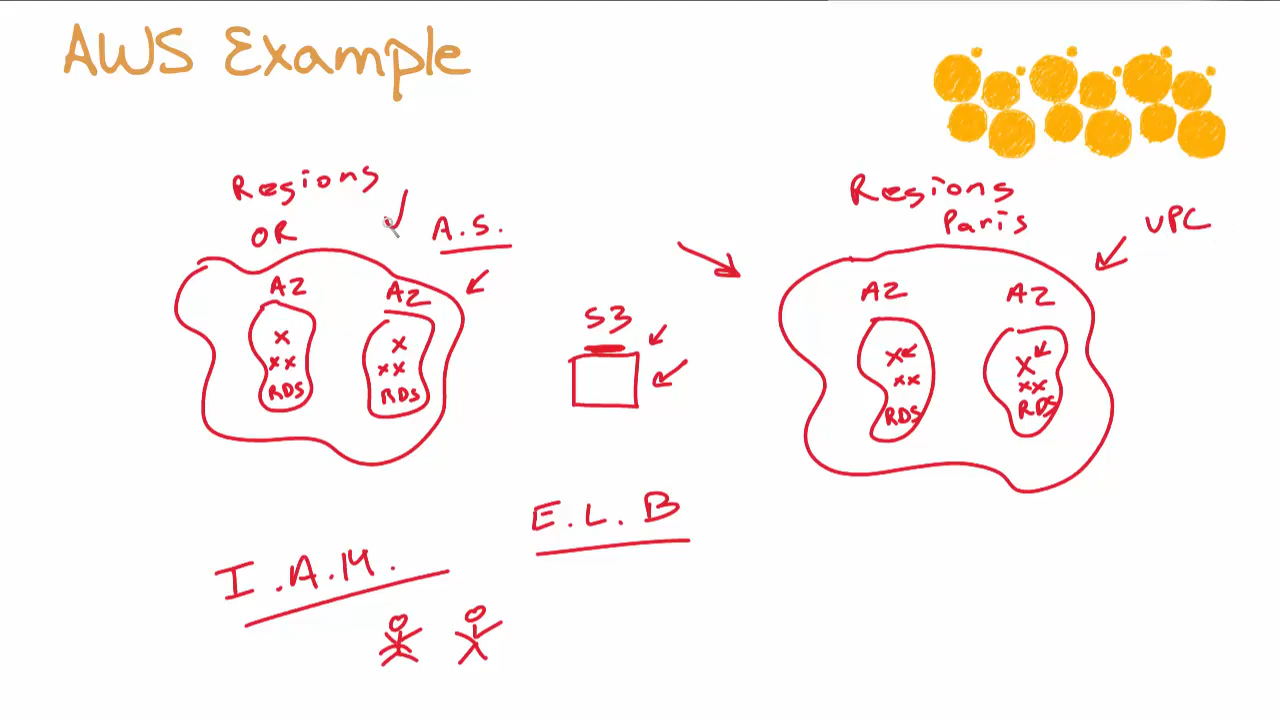 AWS Example
Regions
OR
A.S.
AZ
AZ
X
XX
RDS
X
XX
RDS
S3
Regions
Paris
VPC
AZ
AZ
X
XX
RDS
X
XX
RDS
E.L.B
I.A.M.